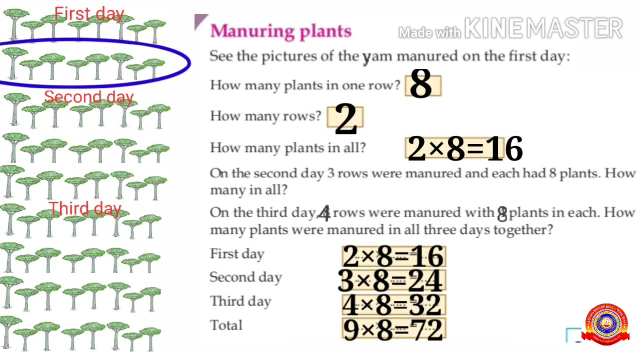 First day
Second day
Third day
Made with KINEMASTER
Manuring plants
See the pictures of the yam manured on the first day:
How many plants in one row? 8
How many rows? 2
How many plants in all? 2×8=16
On the second day 3 rows were manured and each had 8 plants. How
many in all?
On the third day,4 rows were manured with 8 plants in each. How
many plants were manured in all three days together?
First day 2×8=16
Second day 3×8=24
Third day 4×8=32
Total 9×8=72